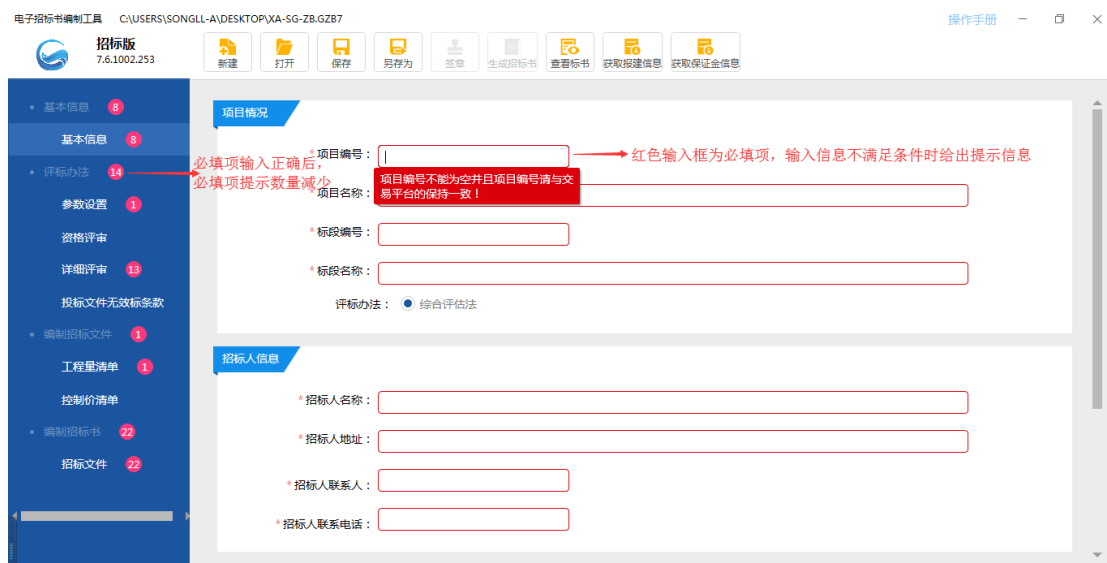 电子招标书编制工具 C:\USERS\SONGLL-A\DESKTOP\XA-SG-ZB.GZB7 操作手册
招标版
7.6.1002.253
新建 打开 保存 另存为 签章 生成招标书 查看标书 获取报建信息 获取保证金信息
基本信息 8
基本信息 8
评标办法 14
参数设置 1
资格评审
详细评审 13
投标文件无效标条款
编制招标文件 1
工程量清单 1
控制价清单
编制招标书 22
招标文件 22
必填项输入正确后，
必填项提示数量减少
项目情况
*项目编号：
红色输入框为必填项，输入信息不满足条件时给出提示信息
项目编号不能为空并且项目编号请与交
易平台的保持一致！
*项目名称：
*标段编号：
*标段名称：
评标办法： 综合评估法
招标人信息
*招标人名称：
*招标人地址：
*招标人联系人：
*招标人联系电话：